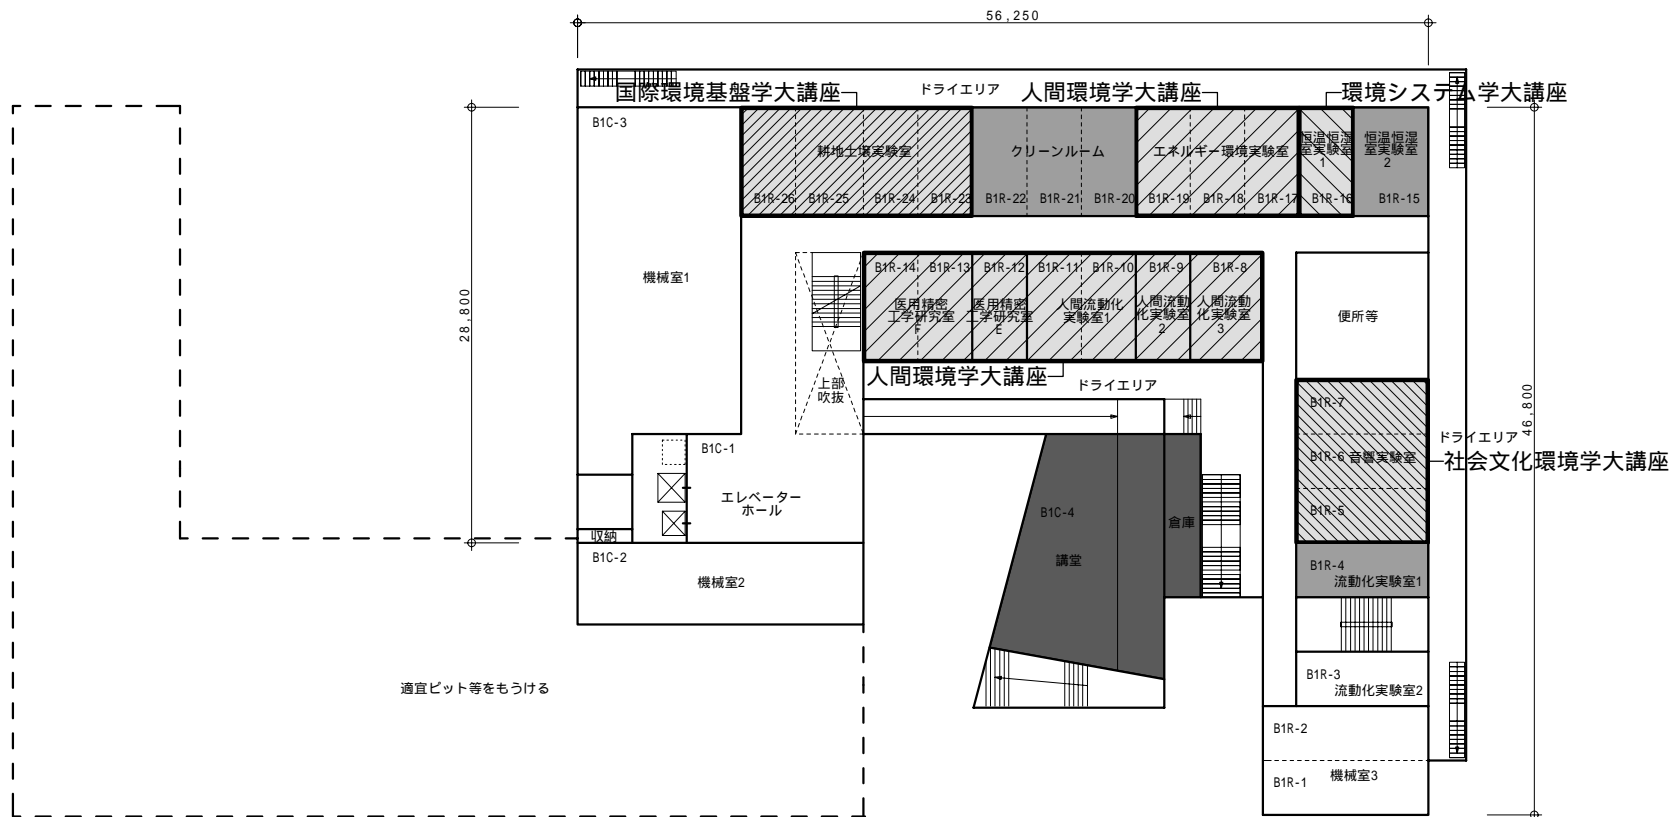 56,250
国際環境基盤学大講座
ドライエリア
人間環境学大講座
環境システム学大講座
B1C-3
耕地土壌実験室
クリーンルーム
エネルギー環境実験室
恒温恒湿
室実験室
1
恒温恒湿
室実験室
2
B1R-26
B1R-25
B1R-24
B1R-23
B1R-22
B1R-21
B1R-20
B1R-19
B1R-18
B1R-17
B1R-16
B1R-15
28,800
機械室1
B1R-14
B1R-13
B1R-12
B1R-11
B1R-10
B1R-9
B1R-8
医用精密
工学研究室
F
医用精密
工学研究室
E
人間流動化
実験室1
人間流動
化実験室
2
人間流動
化実験室
3
便所等
上部
吹抜
人間環境学大講座
ドライエリア
46,800
B1R-7
ドライエリア
B1R-6
音響実験室
社会文化環境学大講座
B1R-5
B1C-1
エレベーター
ホール
B1C-4
講堂
倉庫
収納
B1C-2
機械室2
B1R-4
流動化実験室1
B1R-3
流動化実験室2
適宜ピット等をもうける
B1R-2
機械室3
B1R-1